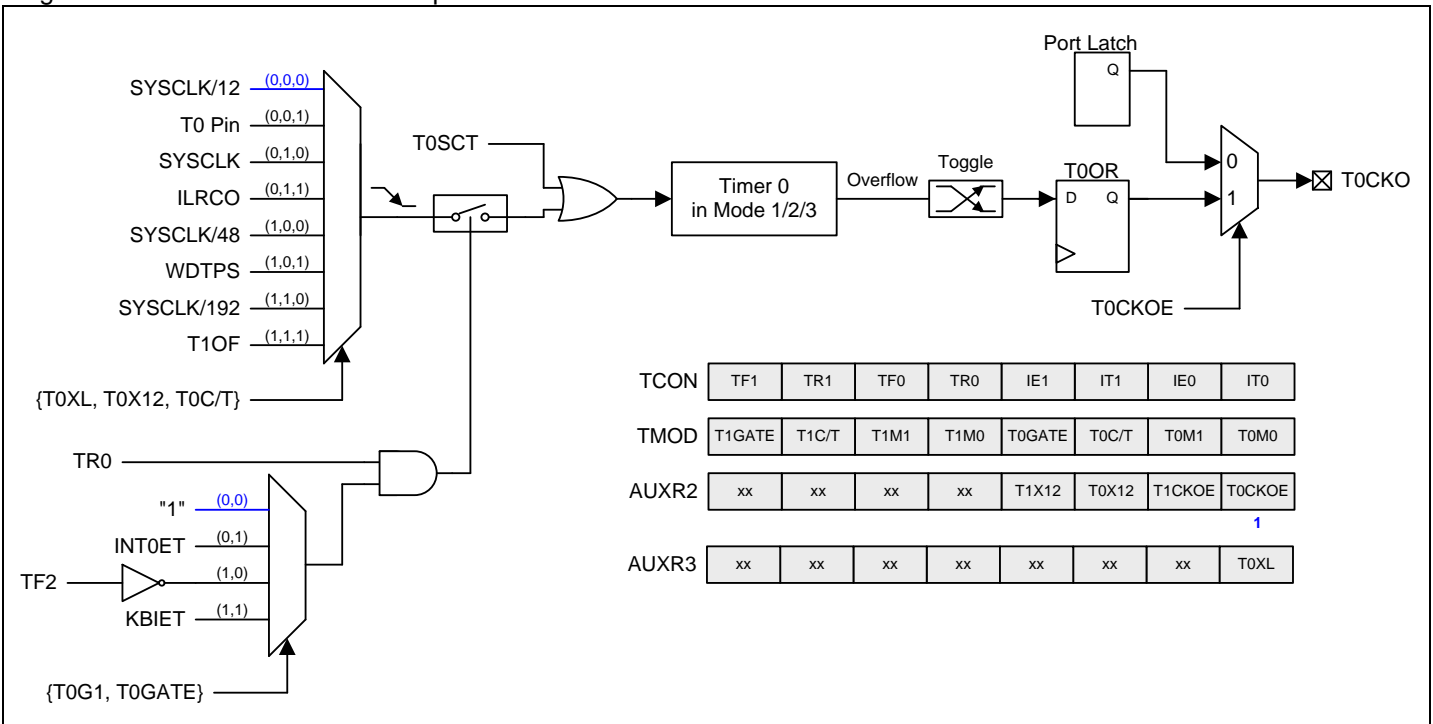 Port Latch
Q
SYSCLK/12 (0,0,0)
T0 Pin (0,0,1)
SYSCLK (0,1,0)
ILRCO (0,1,1)
SYSCLK/48 (1,0,0)
WDTPS (1,0,1)
SYSCLK/192 (1,1,0)
T1OF (1,1,1)
{T0XL, T0X12, T0C/T}
T0SCT
Timer 0
in Mode 1/2/3
Overflow
Toggle
T0OR
D Q
0
1
T0CKO
T0CKOE
TR0
"1" (0,0)
INT0ET (0,1)
TF2 (1,0)
KBIET (1,1)
{T0G1, T0GATE}
TCON TF1 TR1 TF0 TR0 IE1 IT1 IE0 IT0
TMOD T1GATE T1C/T T1M1 T1M0 T0GATE T0C/T T0M1 T0M0
AUXR2 xx xx xx xx T1X12 T0X12 T1CKOE T0CKOE
1
AUXR3 xx xx xx xx xx xx xx T0XL